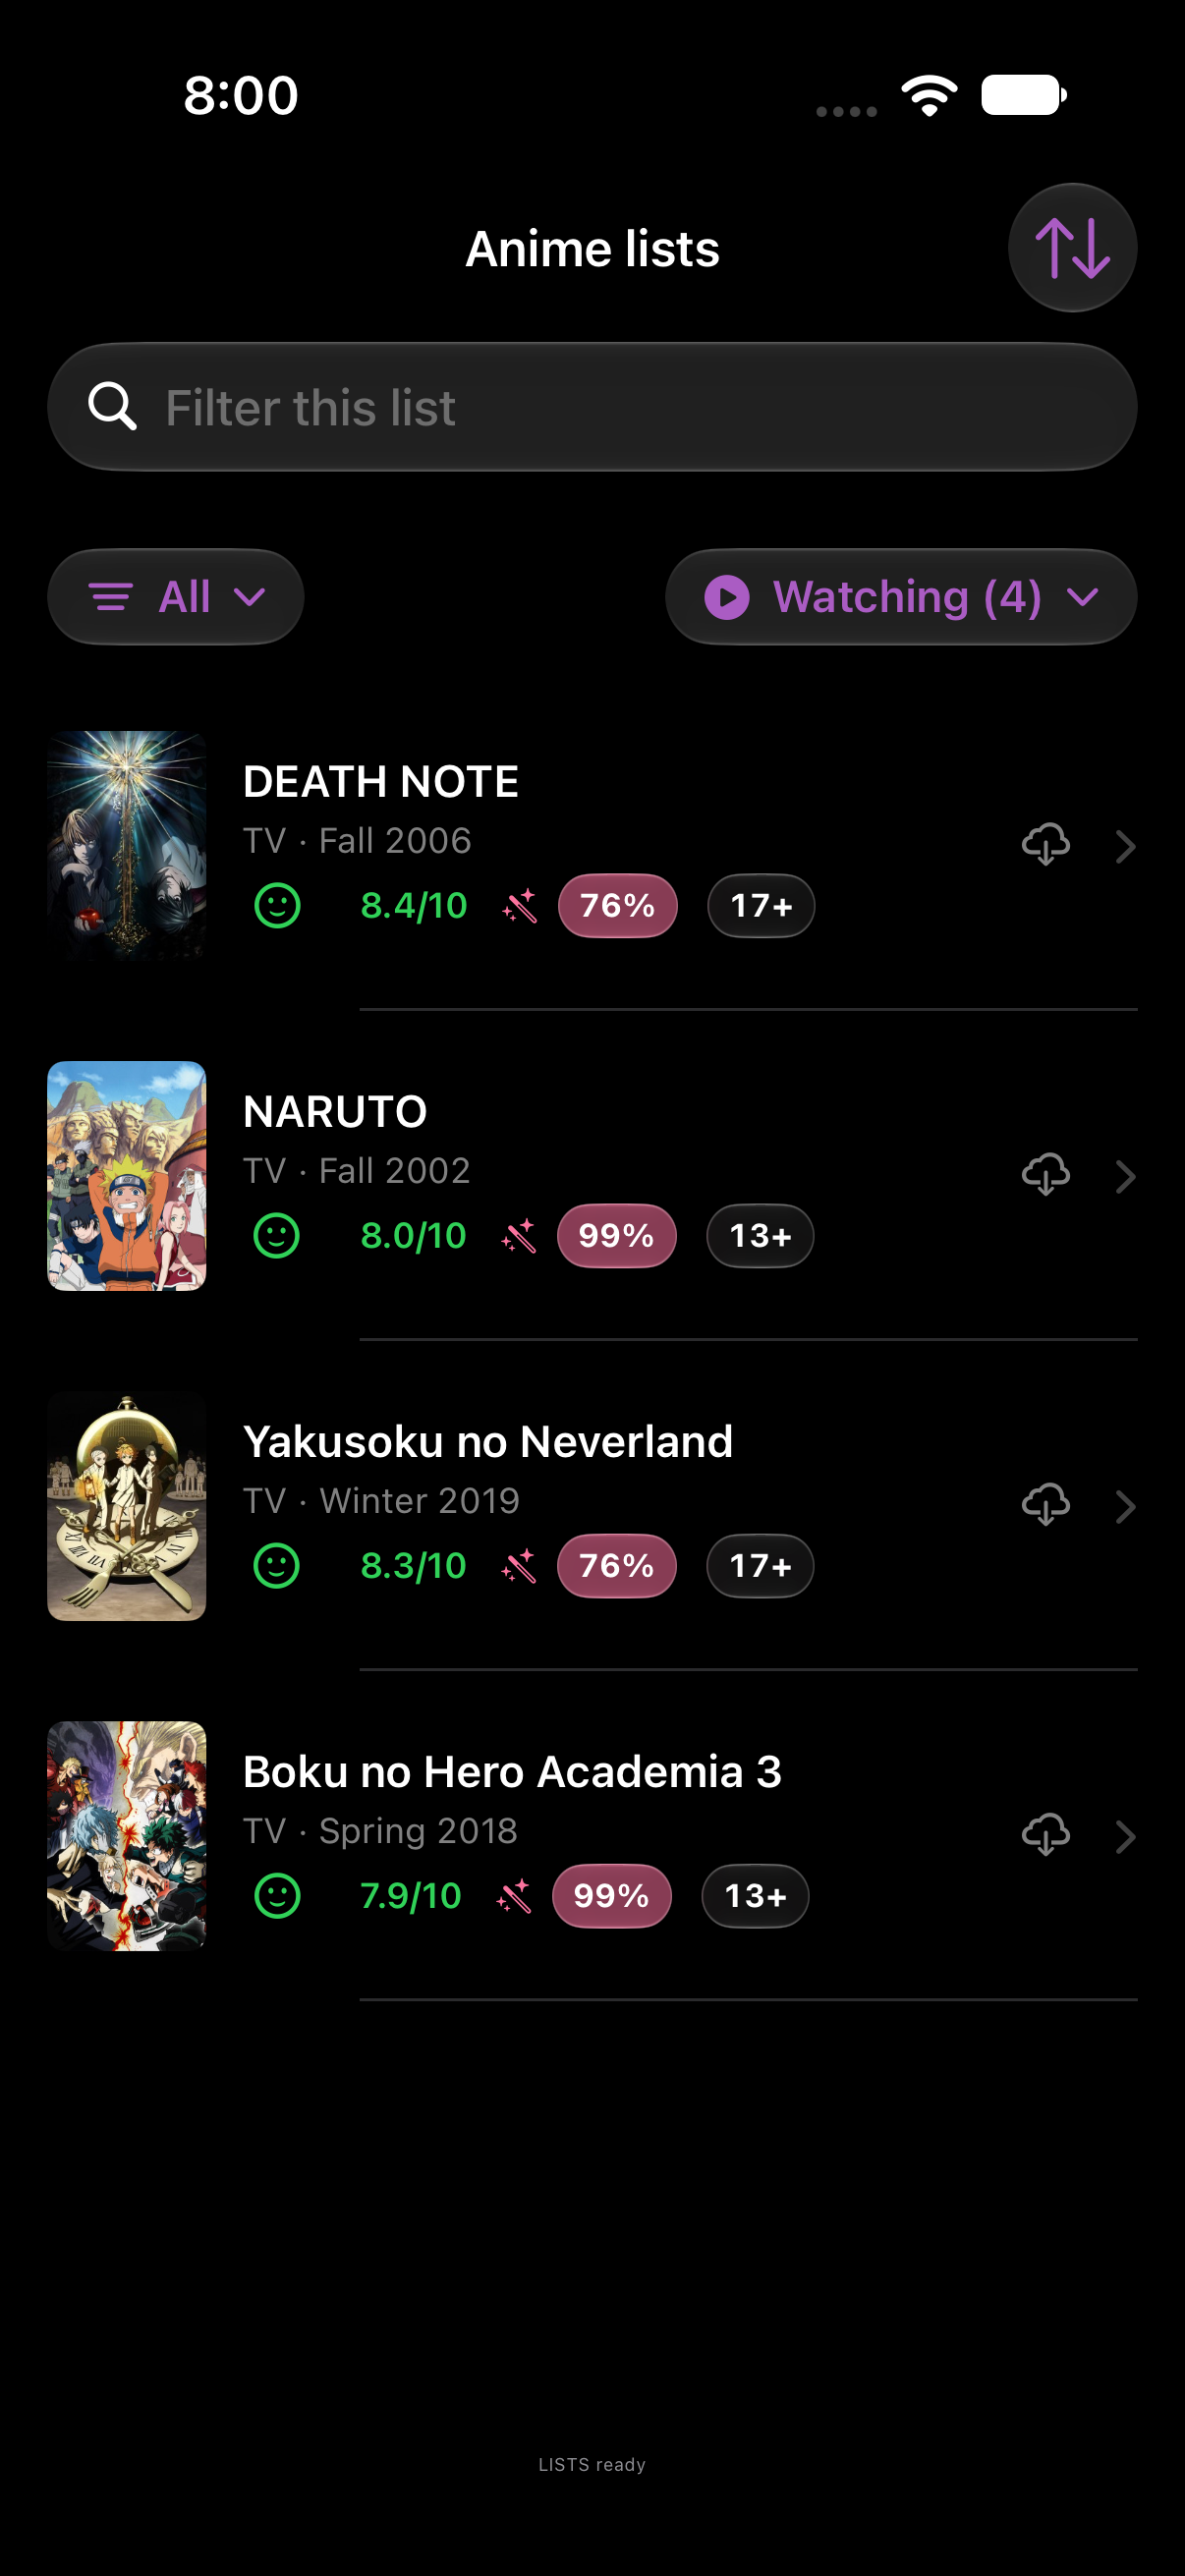 8:00
Anime lists
Filter this list
All
Watching (4)
DEATH NOTE
TV · Fall 2006
8.4/10 76% 17+
NARUTO
TV · Fall 2002
8.0/10 99% 13+
Yakusoku no Neverland
TV · Winter 2019
8.3/10 76% 17+
Boku no Hero Academia 3
TV · Spring 2018
7.9/10 99% 13+
LISTS ready